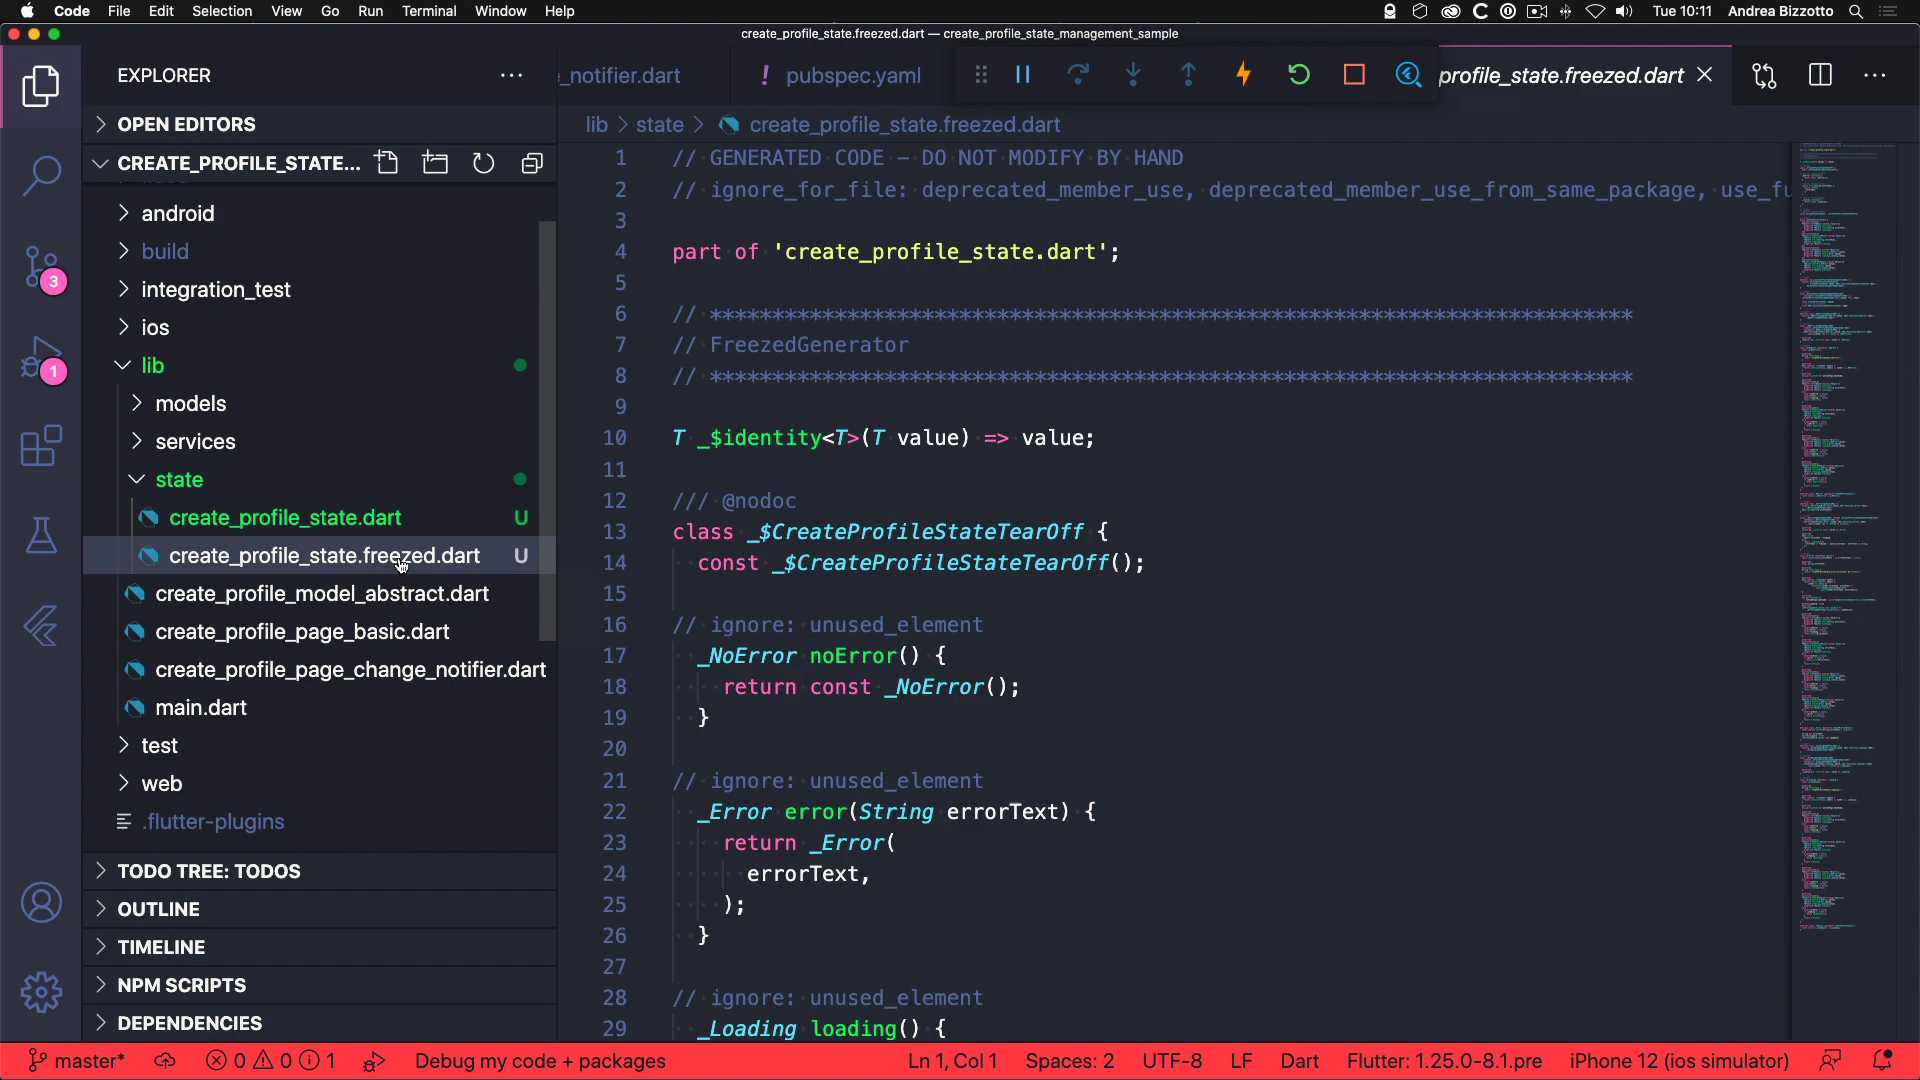 Code File Edit Selection View Go Run Terminal Window Help Tue 10:11 Andrea Bizzotto
create_profile_state.freezed.dart — create_profile_state_management_sample
EXPLORER
_notifier.dart
! pubspec.yaml
profile_state.freezed.dart
OPEN EDITORS
lib > state > create_profile_state.freezed.dart
CREATE_PROFILE_STATE...
android
build
integration_test
ios
lib
models
services
state
create_profile_state.dart U
create_profile_state.freezed.dart U
create_profile_model_abstract.dart
create_profile_page_basic.dart
create_profile_page_change_notifier.dart
main.dart
test
web
.flutter-plugins
TODO TREE: TODOS
OUTLINE
TIMELINE
NPM SCRIPTS
DEPENDENCIES
3
1
1 // GENERATED CODE - DO NOT MODIFY BY HAND
2 // ignore_for_file: deprecated_member_use, deprecated_member_use_from_same_package, use_fu
3
4 part of 'create_profile_state.dart';
5
6 // **************************************************************************
7 // FreezedGenerator
8 // **************************************************************************
9
10 T _$identity<T>(T value) => value;
11
12 /// @nodoc
13 class _$CreateProfileStateTearOff {
14 const _$CreateProfileStateTearOff();
15
16 // ignore: unused_element
17 _NoError noError() {
18 return const _NoError();
19 }
20
21 // ignore: unused_element
22 _Error error(String errorText) {
23 return _Error(
24 errorText,
25 );
26 }
27
28 // ignore: unused_element
29 _Loading loading() {
master* 0 0 1 Debug my code + packages Ln 1, Col 1 Spaces: 2 UTF-8 LF Dart Flutter: 1.25.0-8.1.pre iPhone 12 (ios simulator)